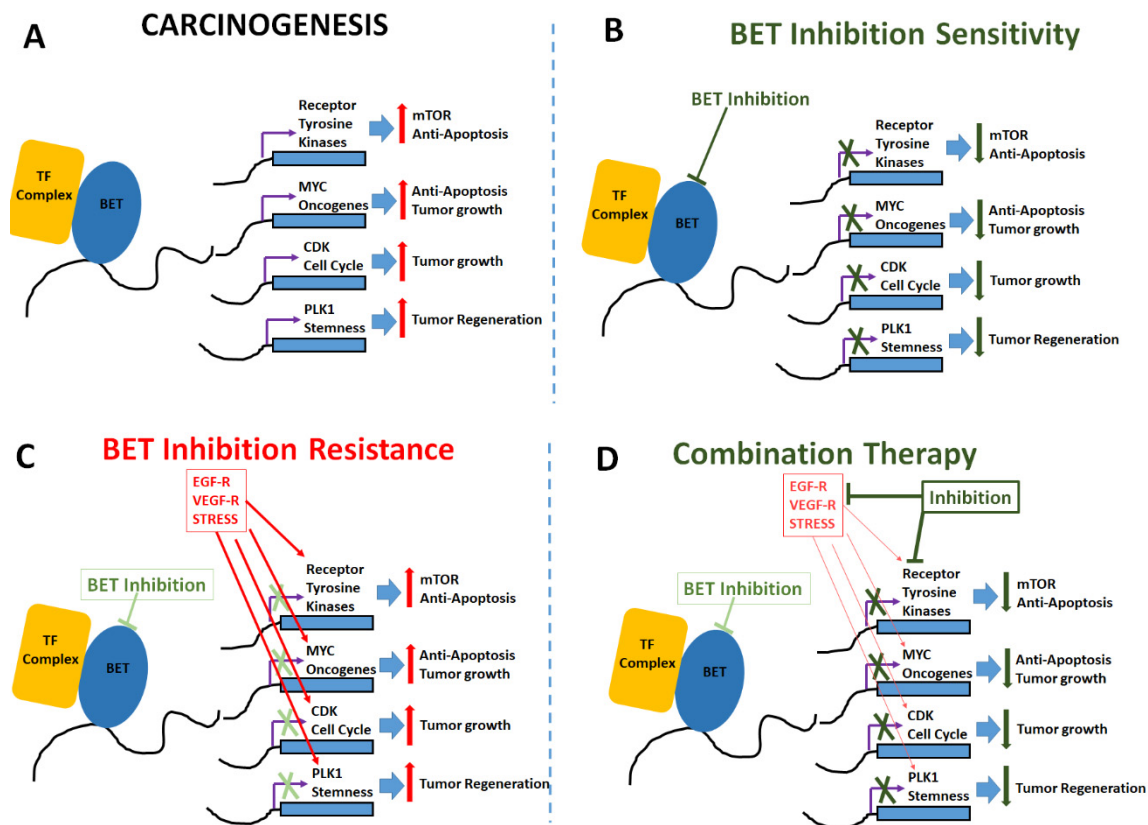 A
CARCINOGENESIS
TF
Complex
BET
Receptor
Tyrosine
Kinases
mTOR
Anti-Apoptosis
MYC
Oncogenes
Anti-Apoptosis
Tumor growth
CDK
Cell Cycle
Tumor growth
PLK1
Stemness
Tumor Regeneration
B
BET Inhibition Sensitivity
BET Inhibition
TF
Complex
BET
Receptor
Tyrosine
Kinases
mTOR
Anti-Apoptosis
MYC
Oncogenes
Anti-Apoptosis
Tumor growth
CDK
Cell Cycle
Tumor growth
PLK1
Stemness
Tumor Regeneration
C
BET Inhibition Resistance
EGF-R
VEGF-R
STRESS
BET Inhibition
TF
Complex
BET
Receptor
Tyrosine
Kinases
mTOR
Anti-Apoptosis
MYC
Oncogenes
Anti-Apoptosis
Tumor growth
CDK
Cell Cycle
Tumor growth
PLK1
Stemness
Tumor Regeneration
D
Combination Therapy
EGF-R
VEGF-R
STRESS
Inhibition
BET Inhibition
TF
Complex
BET
Receptor
Tyrosine
Kinases
mTOR
Anti-Apoptosis
MYC
Oncogenes
Anti-Apoptosis
Tumor growth
CDK
Cell Cycle
Tumor growth
PLK1
Stemness
Tumor Regeneration